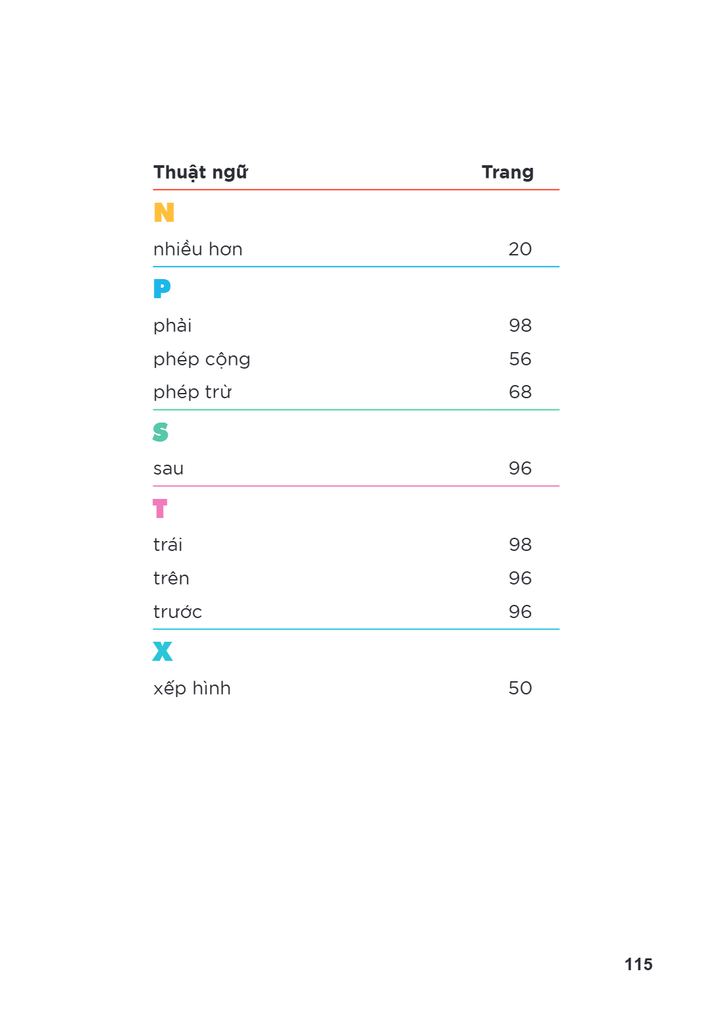 Thuật ngữ Trang
N
nhiều hơn 20
P
phải 98
phép cộng 56
phép trừ 68
S
sau 96
T
trái 98
trên 96
trước 96
X
xếp hình 50
115